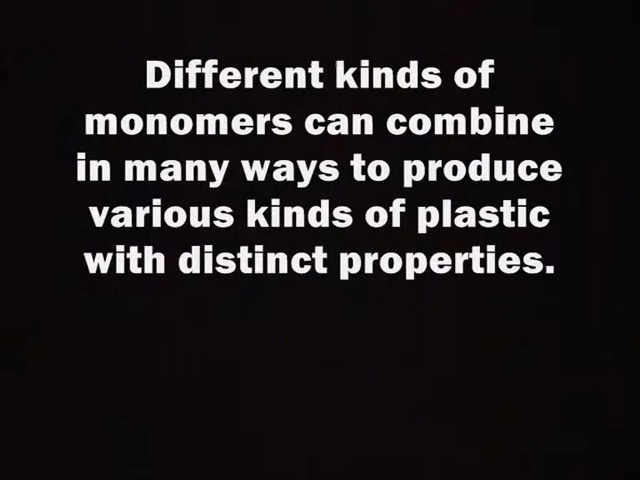 Different kinds of
monomers can combine
in many ways to produce
various kinds of plastic
with distinct properties.